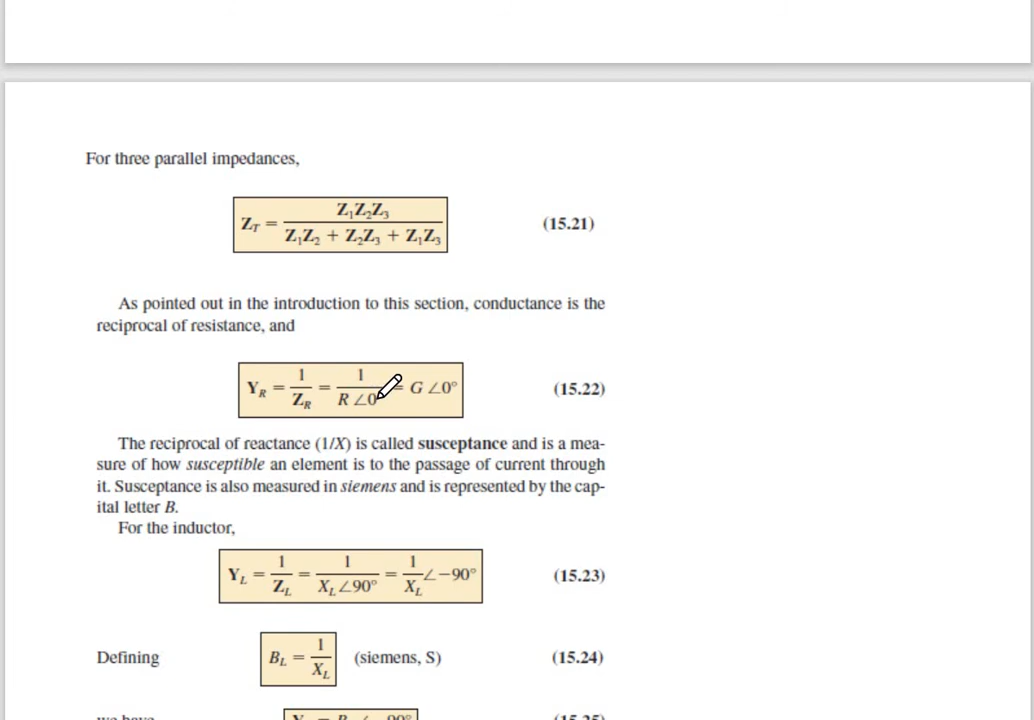 For three parallel impedances,
Z_T = Z₁Z₂Z₃ / (Z₁Z₂ + Z₂Z₃ + Z₁Z₃) (15.21)
As pointed out in the introduction to this section, conductance is the
reciprocal of resistance, and
Y_R = 1/Z_R = 1/(R ∠0 = G ∠0° (15.22)
The reciprocal of reactance (1/X) is called susceptance and is a mea-
sure of how susceptible an element is to the passage of current through
it. Susceptance is also measured in siemens and is represented by the cap-
ital letter B.
For the inductor,
Y_L = 1/Z_L = 1/(X_L ∠90°) = 1/X_L ∠−90° (15.23)
Defining B_L = 1/X_L (siemens, S) (15.24)